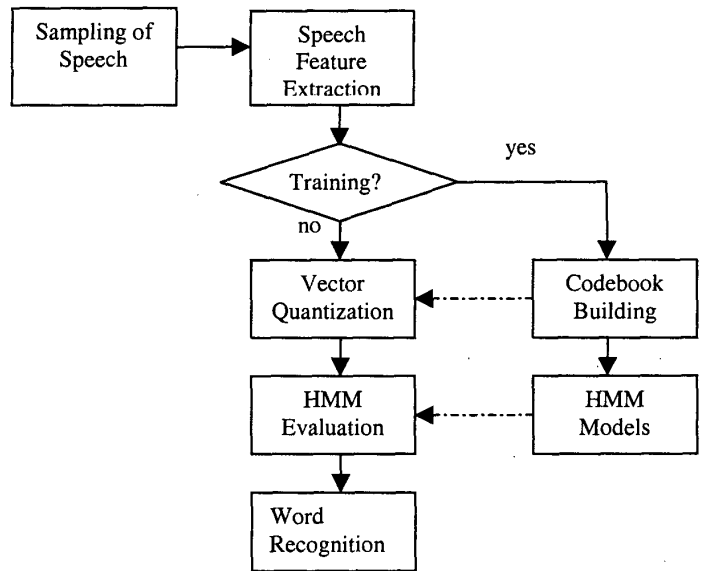 Sampling of
Speech
Speech
Feature
Extraction
Training?
yes
no
Vector
Quantization
Codebook
Building
HMM
Evaluation
HMM
Models
Word
Recognition